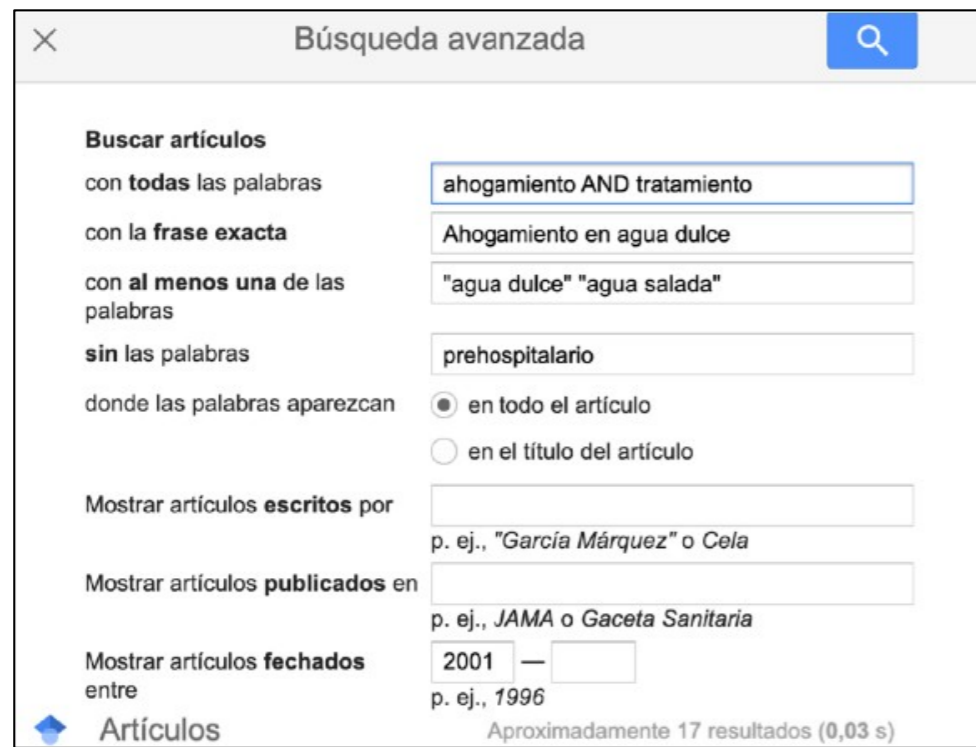 Búsqueda avanzada
Buscar artículos
con todas las palabras
ahogamiento AND tratamiento
con la frase exacta
Ahogamiento en agua dulce
con al menos una de las
palabras
"agua dulce" "agua salada"
sin las palabras
prehospitalario
donde las palabras aparezcan
en todo el artículo
en el título del artículo
Mostrar artículos escritos por
p. ej., "García Márquez" o Cela
Mostrar artículos publicados en
p. ej., JAMA o Gaceta Sanitaria
Mostrar artículos fechados
entre
2001 —
p. ej., 1996
Artículos
Aproximadamente 17 resultados (0,03 s)